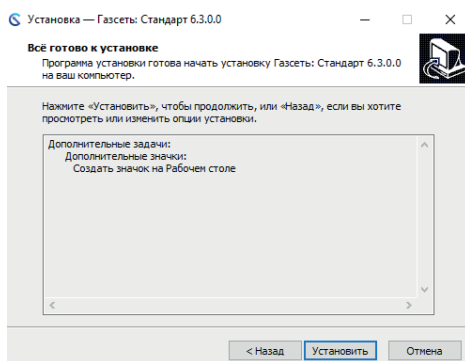 Установка — Газсеть: Стандарт 6.3.0.0
Всё готово к установке
Программа установки готова начать установку Газсеть: Стандарт 6.3.0.0
на ваш компьютер.
Нажмите «Установить», чтобы продолжить, или «Назад», если вы хотите
просмотреть или изменить опции установки.
Дополнительные задачи:
Дополнительные значки:
Создать значок на Рабочем столе
< Назад
Установить
Отмена